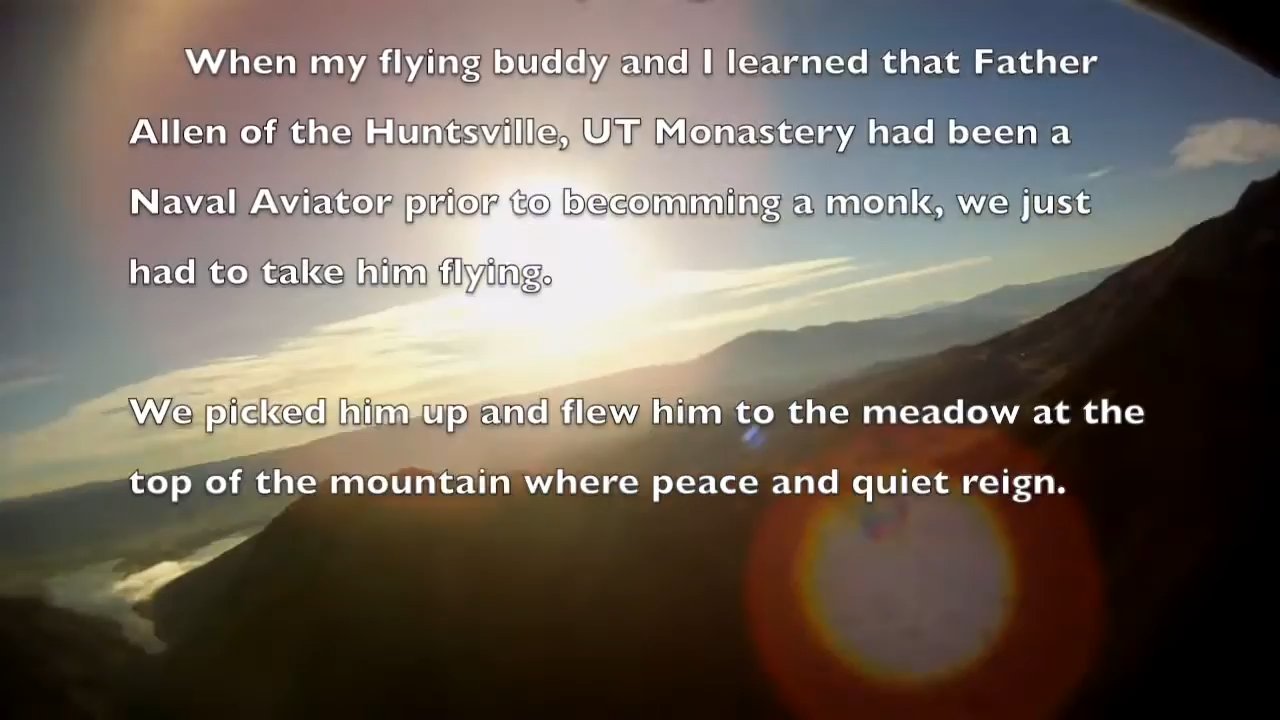 When my flying buddy and I learned that Father
Allen of the Huntsville, UT Monastery had been a
Naval Aviator prior to becomming a monk, we just
had to take him flying.
We picked him up and flew him to the meadow at the
top of the mountain where peace and quiet reign.